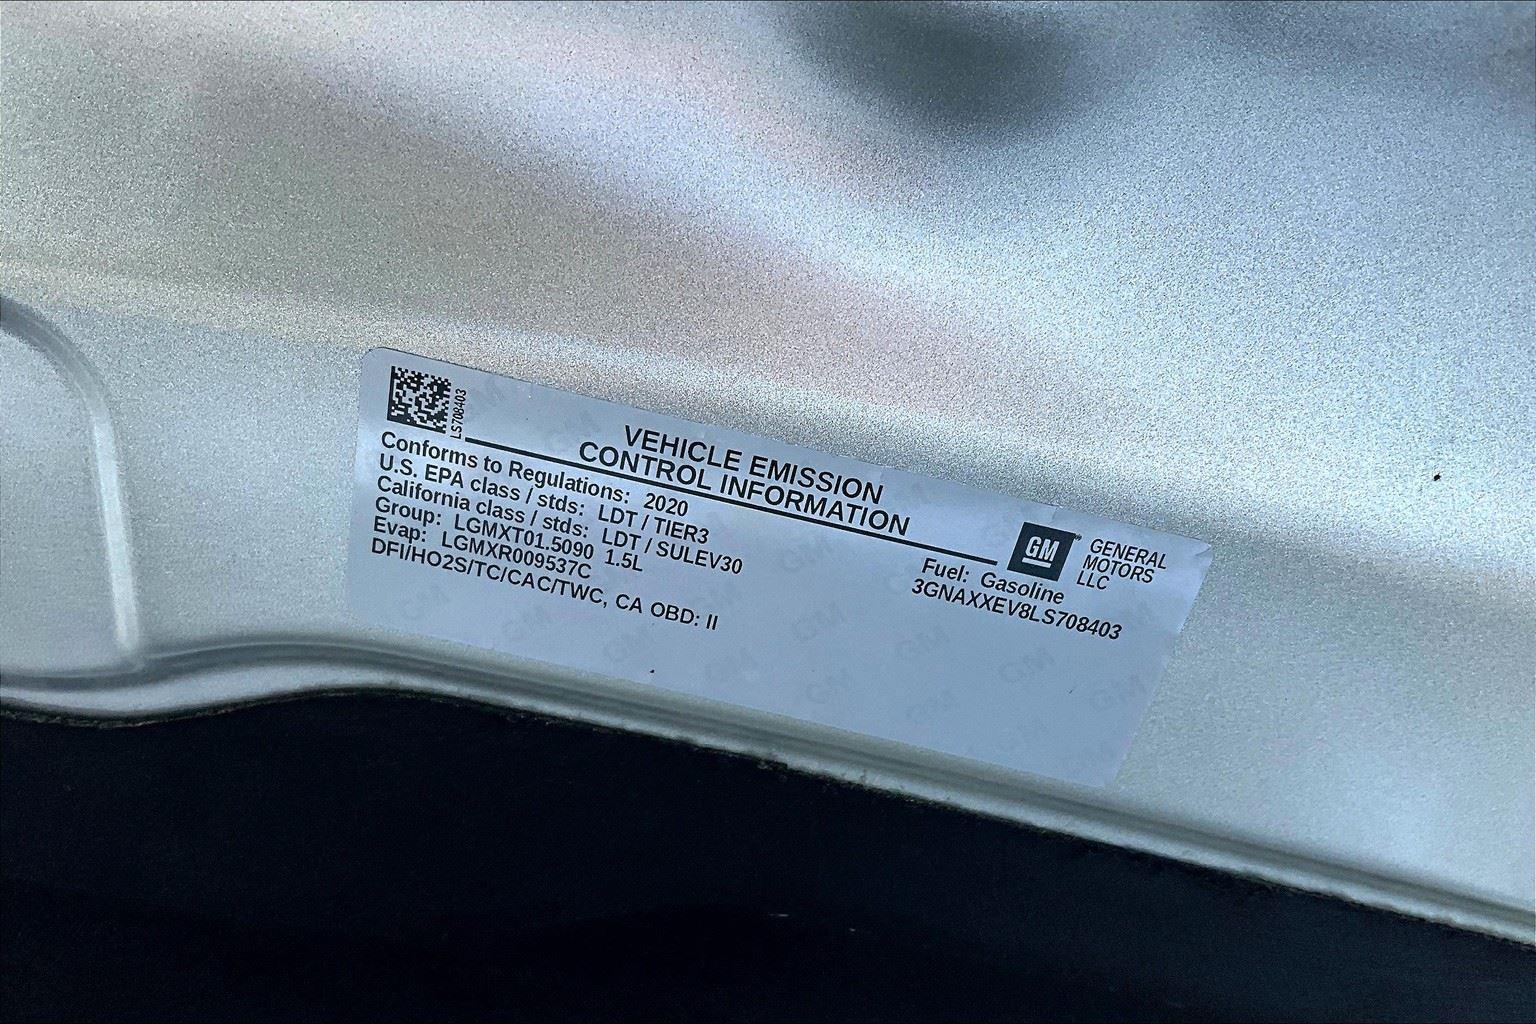 LS708403
VEHICLE EMISSION
CONTROL INFORMATION
Conforms to Regulations: 2020
U.S. EPA class / stds: LDT / TIER3
California class / stds: LDT / SULEV30
Group: LGMXT01.5090 1.5L
Evap: LGMXR009537C
DFI/HO2S/TC/CAC/TWC, CA OBD: II
GM
GENERAL
MOTORS
LLC
Fuel: Gasoline
3GNAXXEV8LS708403